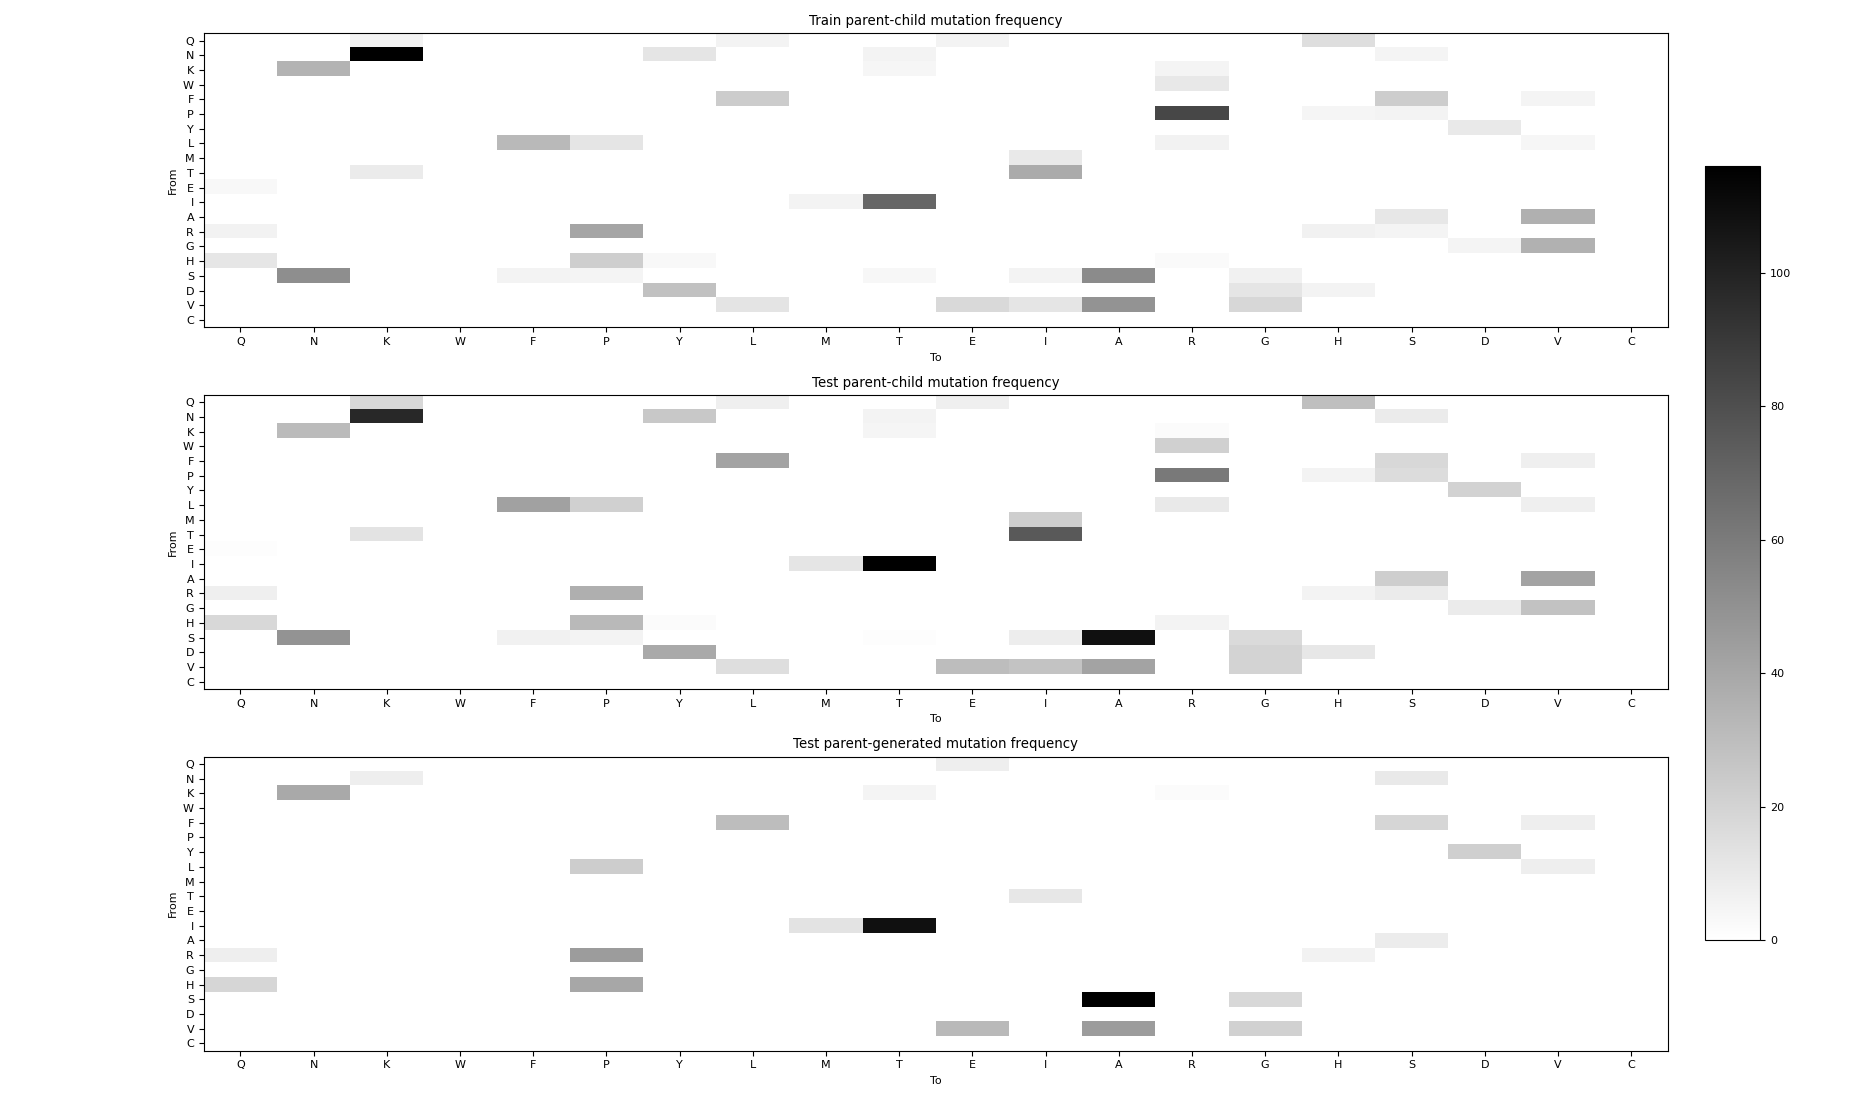 Train parent-child mutation frequency
From
Q
N
K
W
F
P
Y
L
M
T
E
I
A
R
G
H
S
D
V
C
Q N K W F P Y L M T E I A R G H S D V C
To
Test parent-child mutation frequency
From
Q
N
K
W
F
P
Y
L
M
T
E
I
A
R
G
H
S
D
V
C
Q N K W F P Y L M T E I A R G H S D V C
To
Test parent-generated mutation frequency
From
Q
N
K
W
F
P
Y
L
M
T
E
I
A
R
G
H
S
D
V
C
Q N K W F P Y L M T E I A R G H S D V C
To
100
80
60
40
20
0